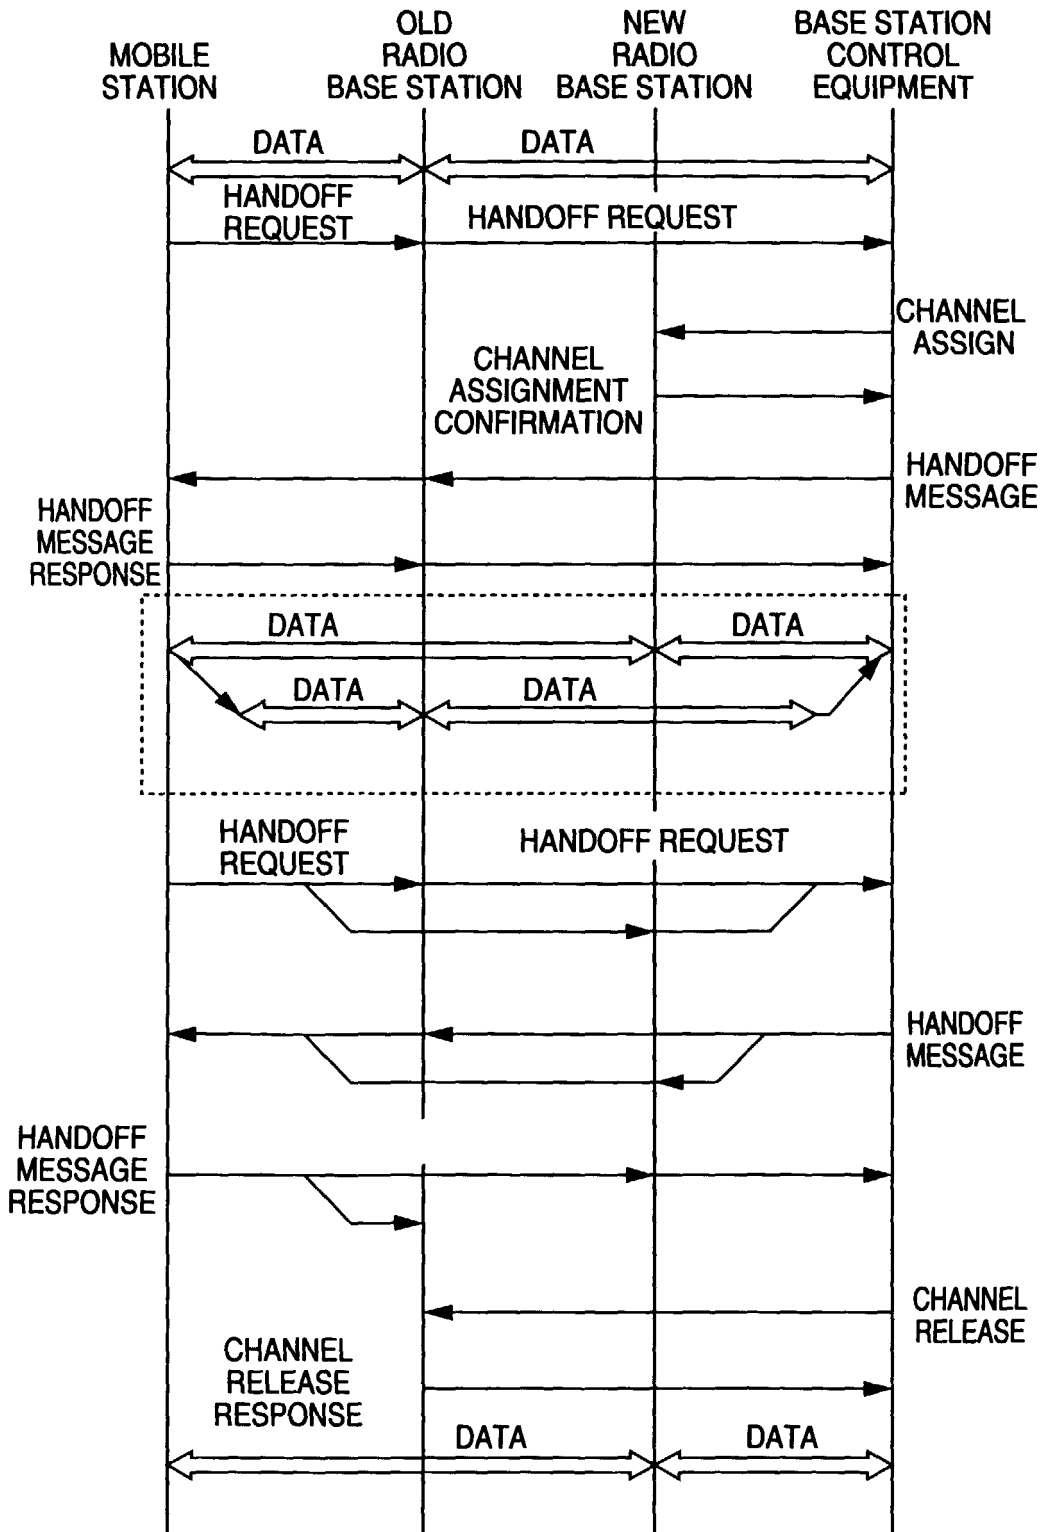 MOBILE
STATION
OLD
RADIO
BASE STATION
NEW
RADIO
BASE STATION
BASE STATION
CONTROL
EQUIPMENT
DATA
DATA
HANDOFF
REQUEST
HANDOFF REQUEST
CHANNEL
ASSIGN
CHANNEL
ASSIGNMENT
CONFIRMATION
HANDOFF
MESSAGE
HANDOFF
MESSAGE
RESPONSE
DATA
DATA
DATA
DATA
HANDOFF
REQUEST
HANDOFF REQUEST
HANDOFF
MESSAGE
HANDOFF
MESSAGE
RESPONSE
CHANNEL
RELEASE
CHANNEL
RELEASE
RESPONSE
DATA
DATA